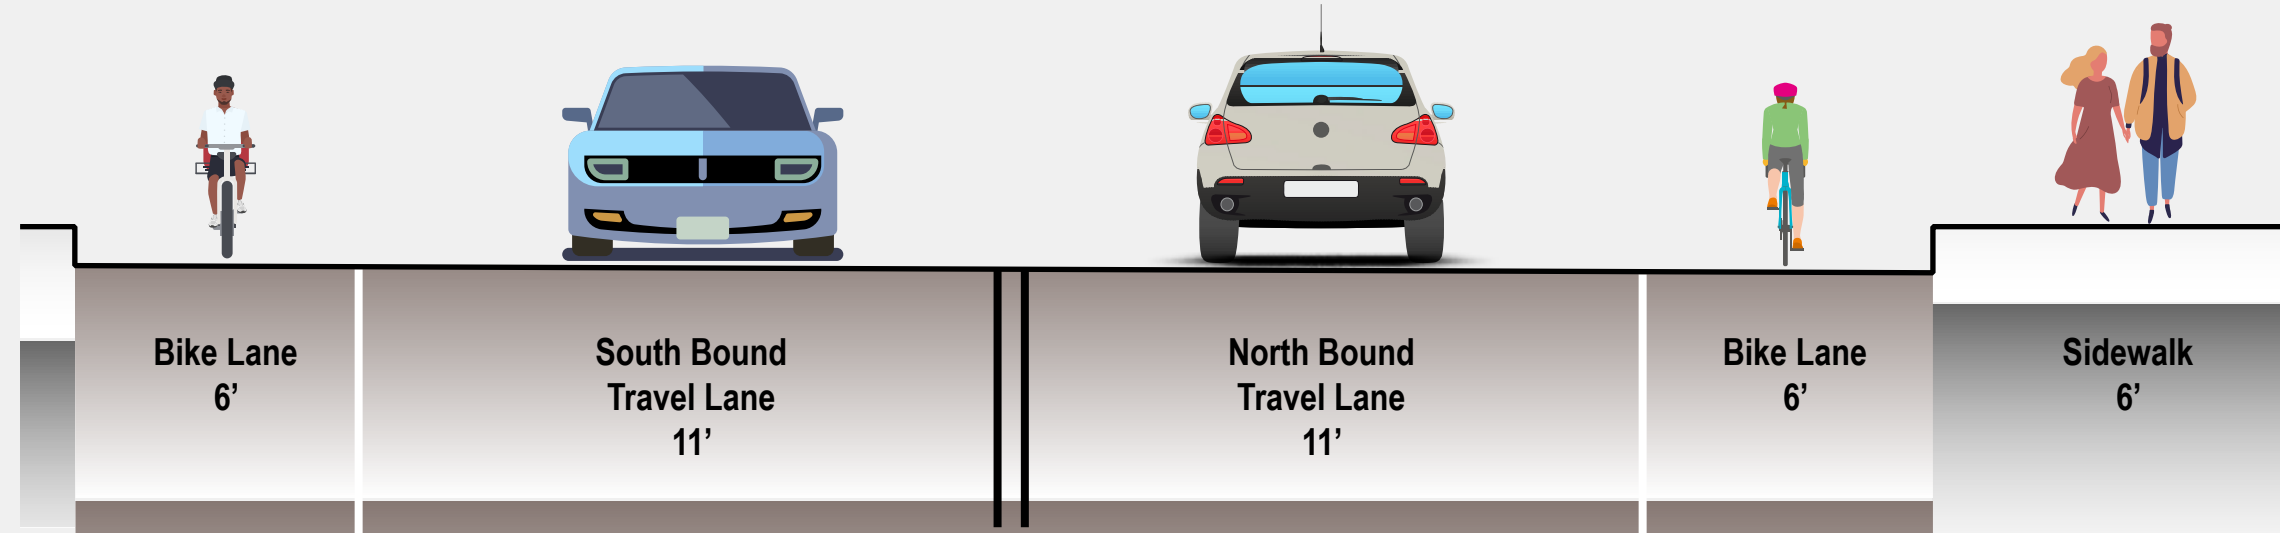 Bike Lane
6’
South Bound
Travel Lane
11’
North Bound
Travel Lane
11’
Bike Lane
6’
Sidewalk
6’